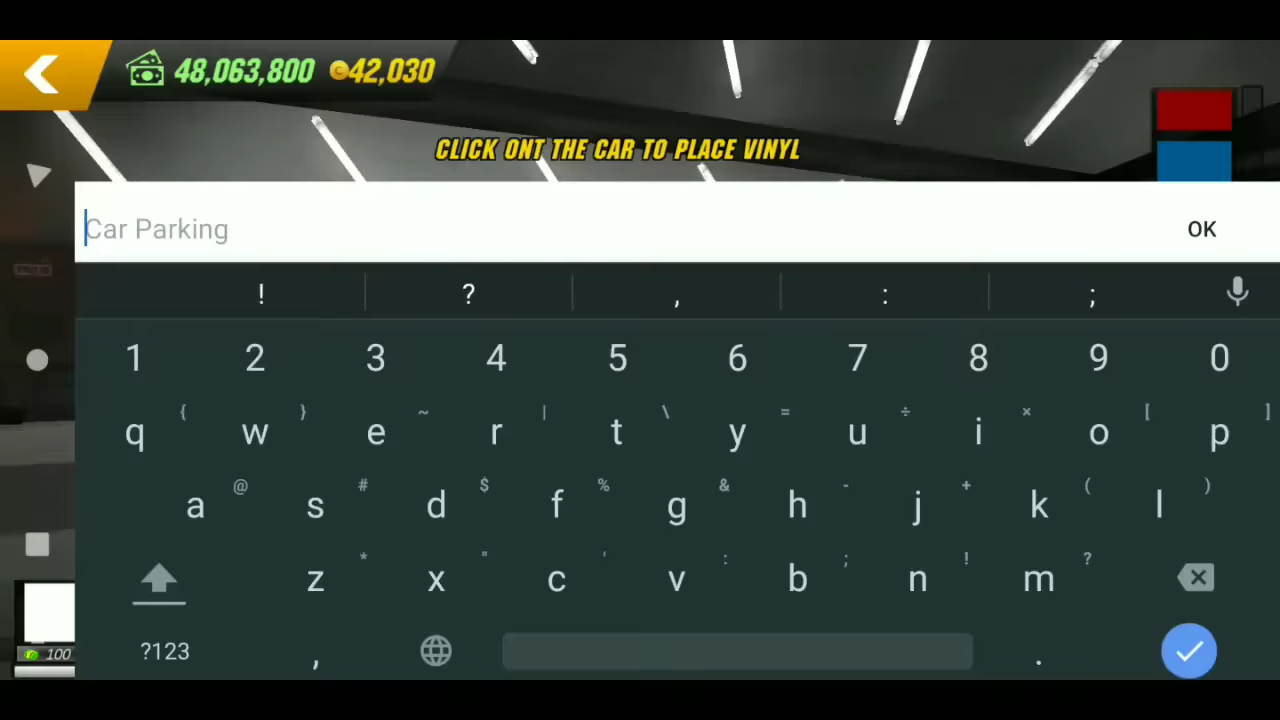 48,063,800 42,030
CLICK ONT THE CAR TO PLACE VINYL
Car Parking OK
! ? , : ;
1 2 3 4 5 6 7 8 9 0
{ } ~ | \ = ÷ × [ ]
q w e r t y u i o p
@ # $ % & - + ( )
a s d f g h j k l
* " ' : ; ! ?
z x c v b n m
?123 , .
100